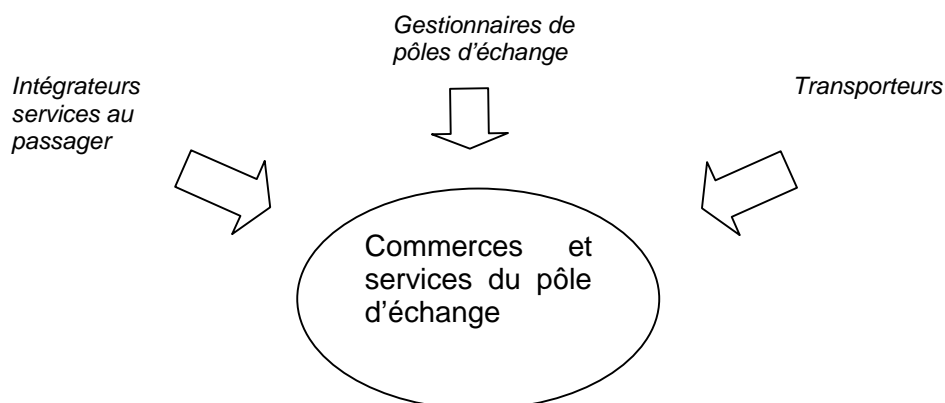 Gestionnaires de
pôles d’échange
Intégrateurs
services au
passager
Transporteurs
Commerces et
services du pôle
d’échange